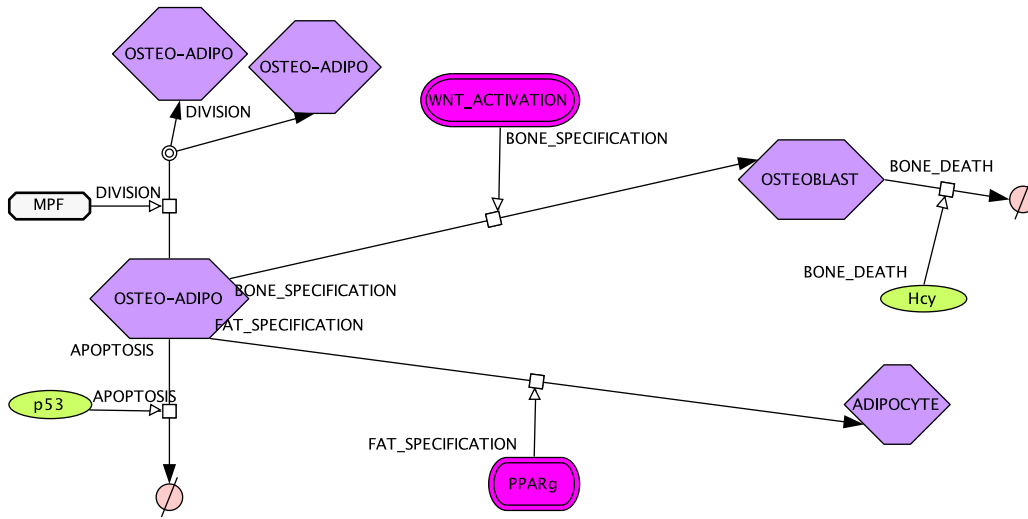 OSTEO-ADIPO
OSTEO-ADIPO
WNT_ACTIVATION
DIVISION
BONE_SPECIFICATION
BONE_DEATH
OSTEOBLAST
DIVISION
MPF
BONE_DEATH
BONE_SPECIFICATION
OSTEO-ADIPO
Hcy
FAT_SPECIFICATION
APOPTOSIS
APOPTOSIS
p53
ADIPOCYTE
FAT_SPECIFICATION
PPARg